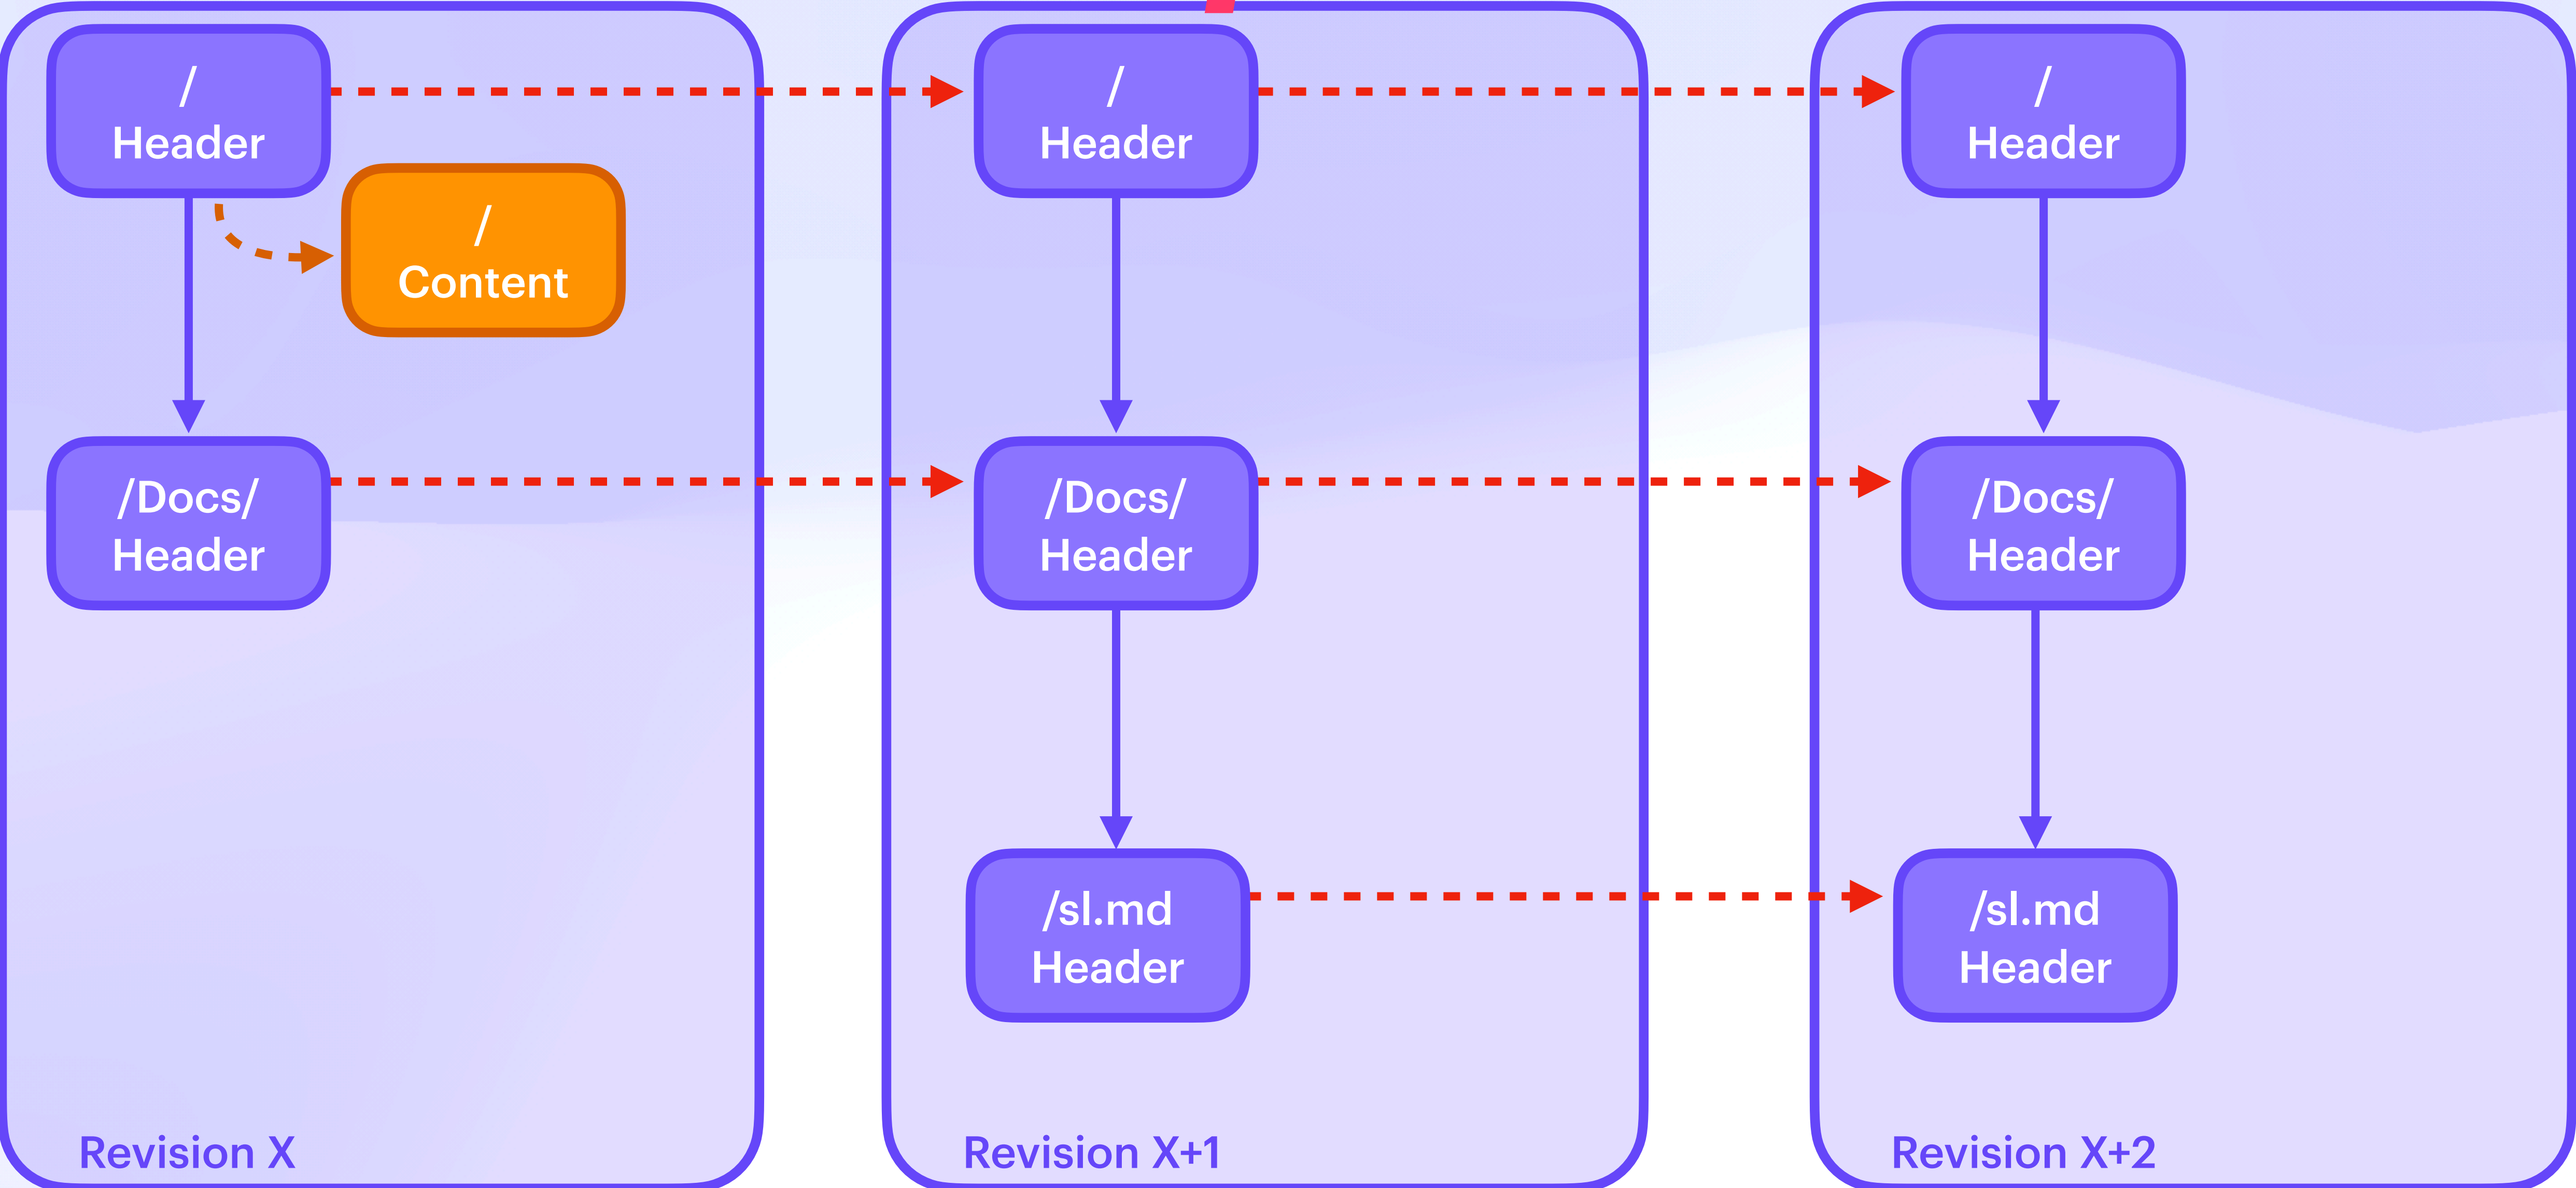 /
Header
/
Content
/Docs/
Header
Revision X
/
Header
/Docs/
Header
/sl.md
Header
Revision X+1
/
Header
/Docs/
Header
/sl.md
Header
Revision X+2